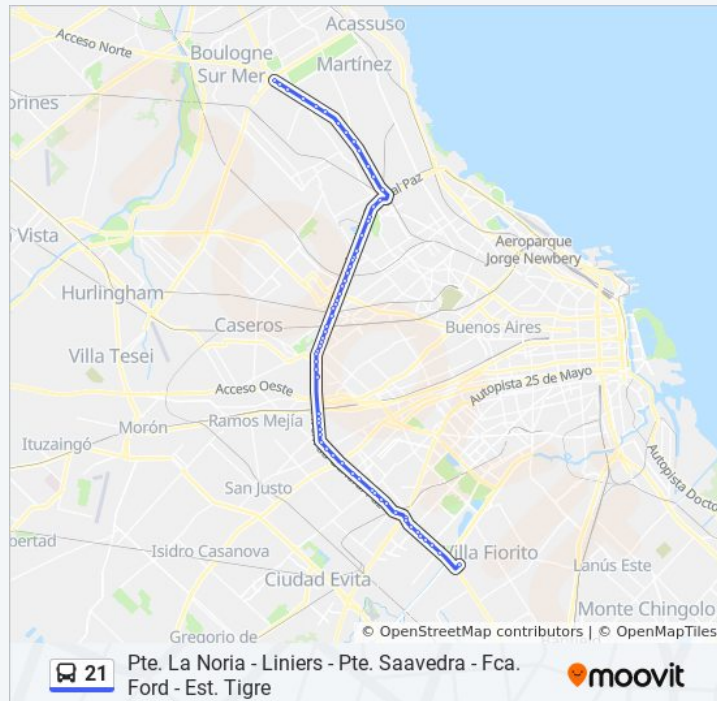 Acassuso
Acceso Norte
Boulogne
Sur Mer
Martínez
orines
al Paz
Aeroparque
Jorge Newbery
a Vista
Hurlingham
Caseros
Buenos Aires
Villa Tesei
Acceso Oeste
Autopista 25 de Mayo
Ramos Mejía
Morón
Ituzaingó
San Justo
Autopista Docto
Villa Fiorito
bertad
Isidro Casanova
Lanús Este
Ciudad Evita
Monte Chingolo
Gregorio de
© OpenStreetMap contributors | © OpenMapTiles
21
Pte. La Noria - Liniers - Pte. Saavedra - Fca.
Ford - Est. Tigre
moovit